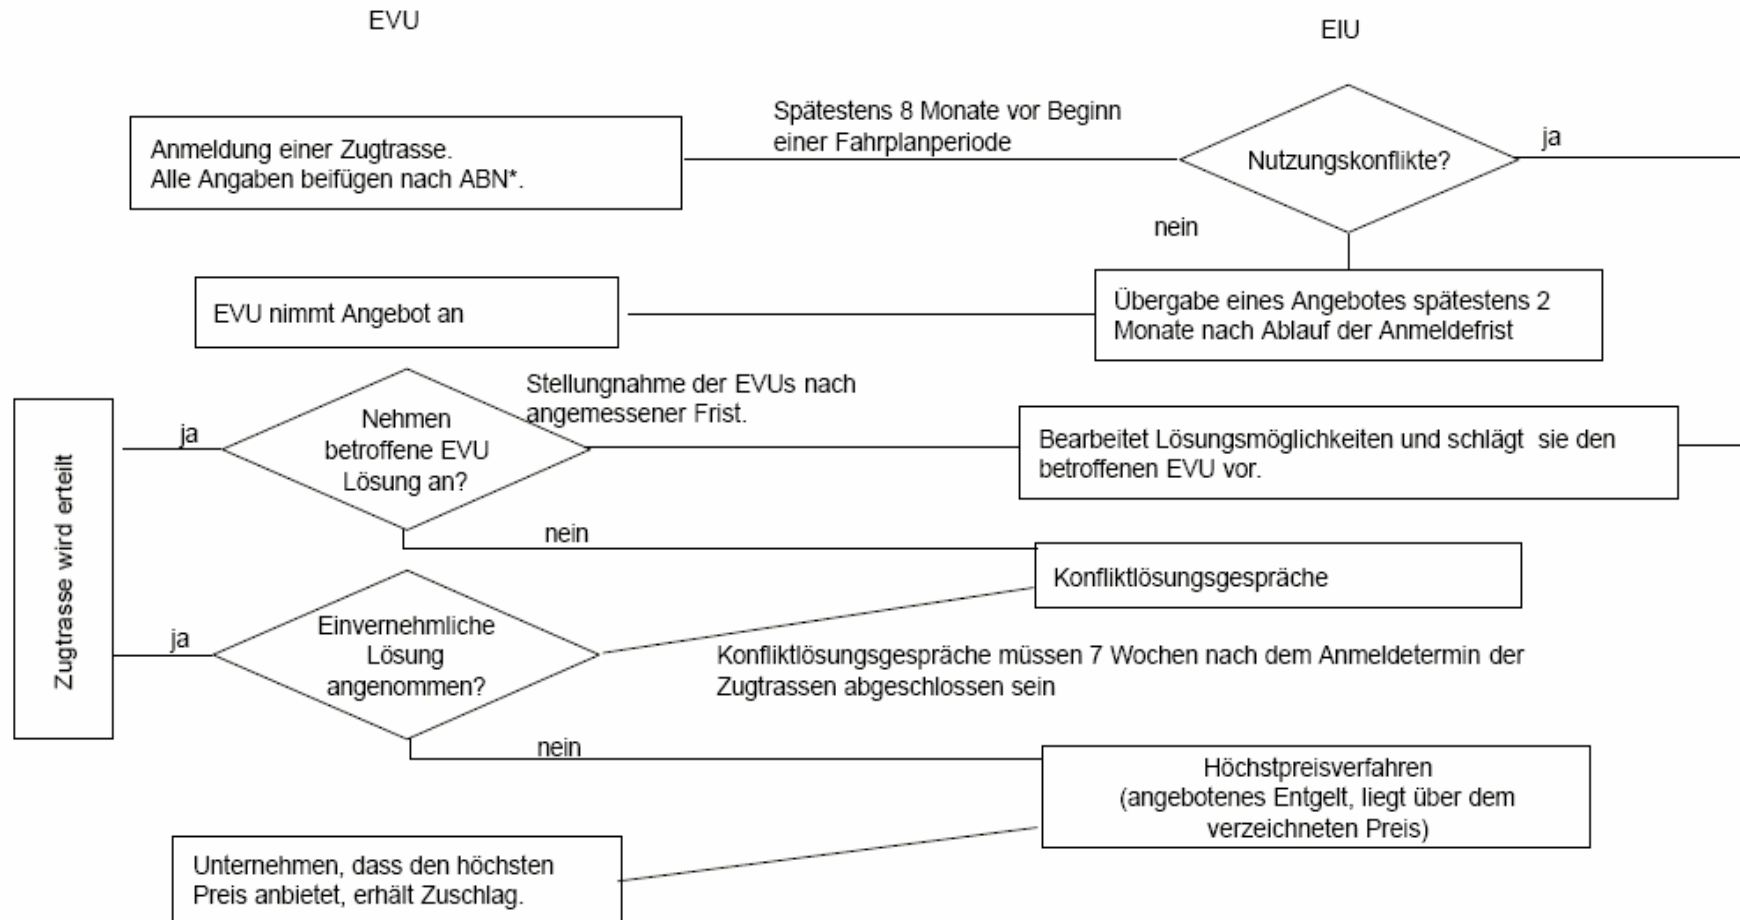 EVU
EIU
Spätestens 8 Monate vor Beginn
einer Fahrplanperiode
Anmeldung einer Zugtrasse.
Alle Angaben beifügen nach ABN*.
Nutzungskonflikte?
ja
nein
EVU nimmt Angebot an
Übergabe eines Angebotes spätestens 2
Monate nach Ablauf der Anmeldefrist
Stellungnahme der EVUs nach
angemessener Frist.
Nehmen
betroffene EVU
Lösung an?
ja
Bearbeitet Lösungsmöglichkeiten und schlägt sie den
betroffenen EVU vor.
Zugtrasse wird erteilt
nein
Konfliktlösungsgespräche
Einvernehmliche
Lösung
angenommen?
ja
Konfliktlösungsgespräche müssen 7 Wochen nach dem Anmeldetermin der
Zugtrassen abgeschlossen sein
nein
Höchstpreisverfahren
(angebotenes Entgelt, liegt über dem
verzeichneten Preis)
Unternehmen, dass den höchsten
Preis anbietet, erhält Zuschlag.